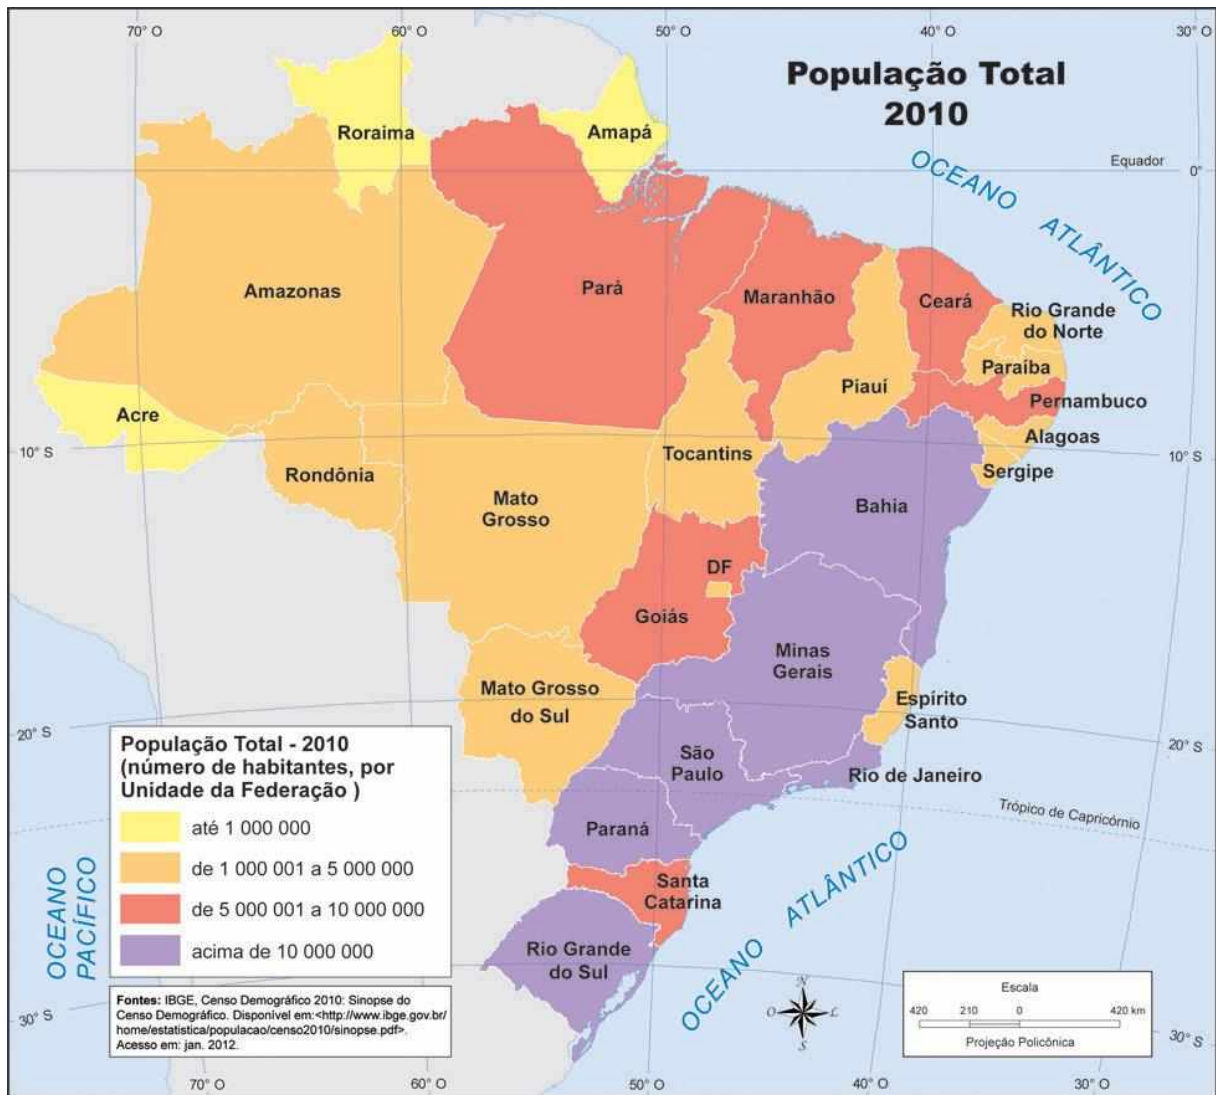 70° O
60° O
50° O
40° O
30° O
População Total
2010
Roraima
Amapá
Equador
0°
OCEANO ATLÂNTICO
Amazonas
Pará
Maranhão
Ceará
Rio Grande
do Norte
Paraíba
Piauí
Pernambuco
Acre
Alagoas
10° S
10° S
Tocantins
Sergipe
Rondônia
Mato
Grosso
Bahia
DF
Goiás
Minas
Gerais
Mato Grosso
do Sul
Espírito
Santo
20° S
20° S
São
Paulo
Rio de Janeiro
Trópico de Capricórnio
Paraná
Santa
Catarina
OCEANO ATLÂNTICO
Rio Grande
do Sul
OCEANO
PACÍFICO
População Total - 2010
(número de habitantes, por
Unidade da Federação )
até 1 000 000
de 1 000 001 a 5 000 000
de 5 000 001 a 10 000 000
acima de 10 000 000
Fontes: IBGE, Censo Demográfico 2010: Sinopse do
Censo Demográfico. Disponível em:<http://www.ibge.gov.br/
home/estatistica/populacao/censo2010/sinopse.pdf>.
Acesso em: jan. 2012.
30° S
N
O
L
S
Escala
420
210
0
420 km
Projeção Policônica
30° S
70° O
60° O
50° O
40° O
30° O